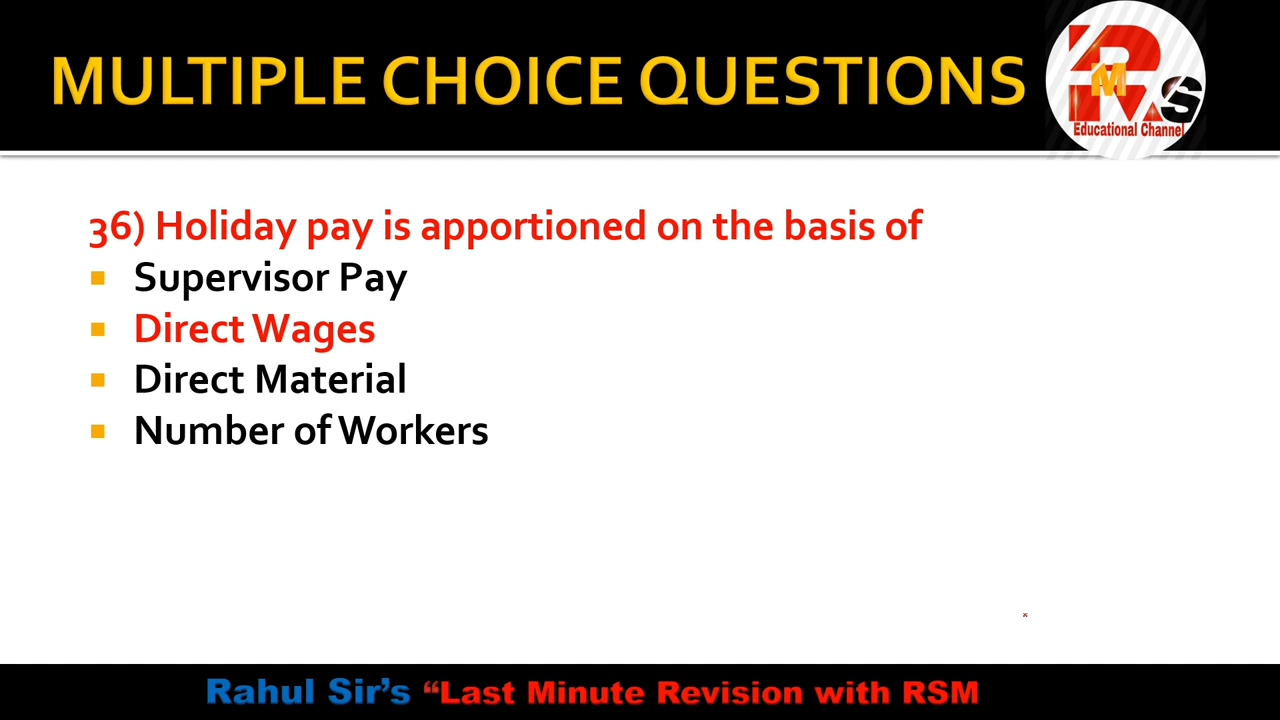 MULTIPLE CHOICE QUESTIONS
RMS
Educational Channel
36) Holiday pay is apportioned on the basis of
Supervisor Pay
Direct Wages
Direct Material
Number of Workers
Rahul Sir’s “Last Minute Revision with RSM